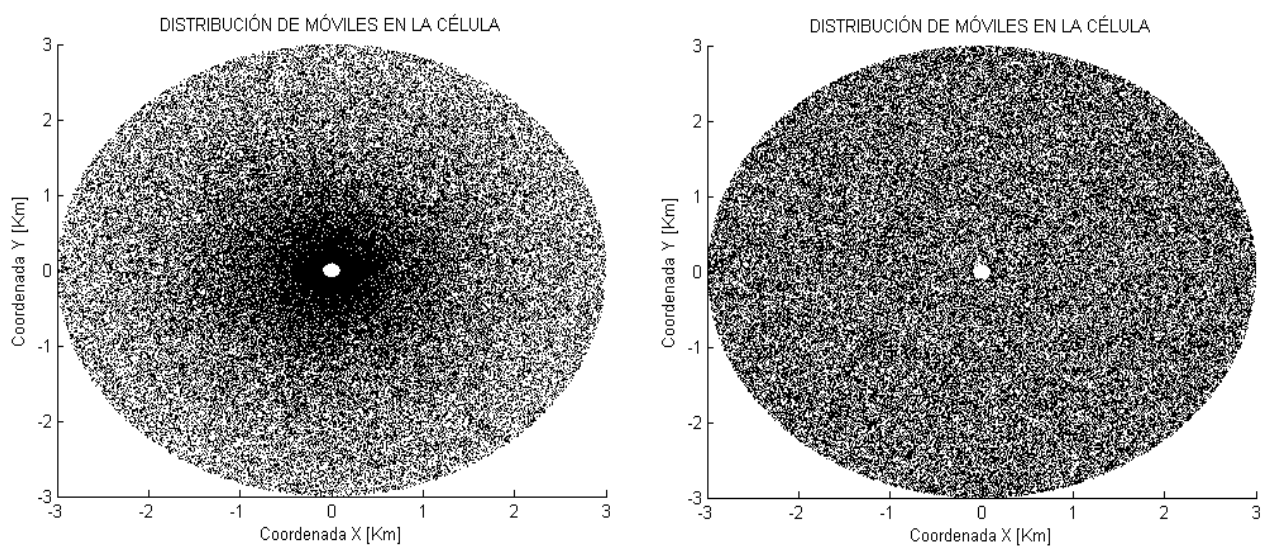 DISTRIBUCIÓN DE MÓVILES EN LA CÉLULA
3
2
1
0
-1
-2
-3
Coordenada Y [Km]
-3 -2 -1 0 1 2 3
Coordenada X [Km]
DISTRIBUCIÓN DE MÓVILES EN LA CÉLULA
3
2
1
0
-1
-2
-3
Coordenada Y [Km]
-3 -2 -1 0 1 2 3
Coordenada X [Km]